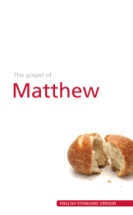 The gospel of
Matthew
ENGLISH STANDARD VERSION